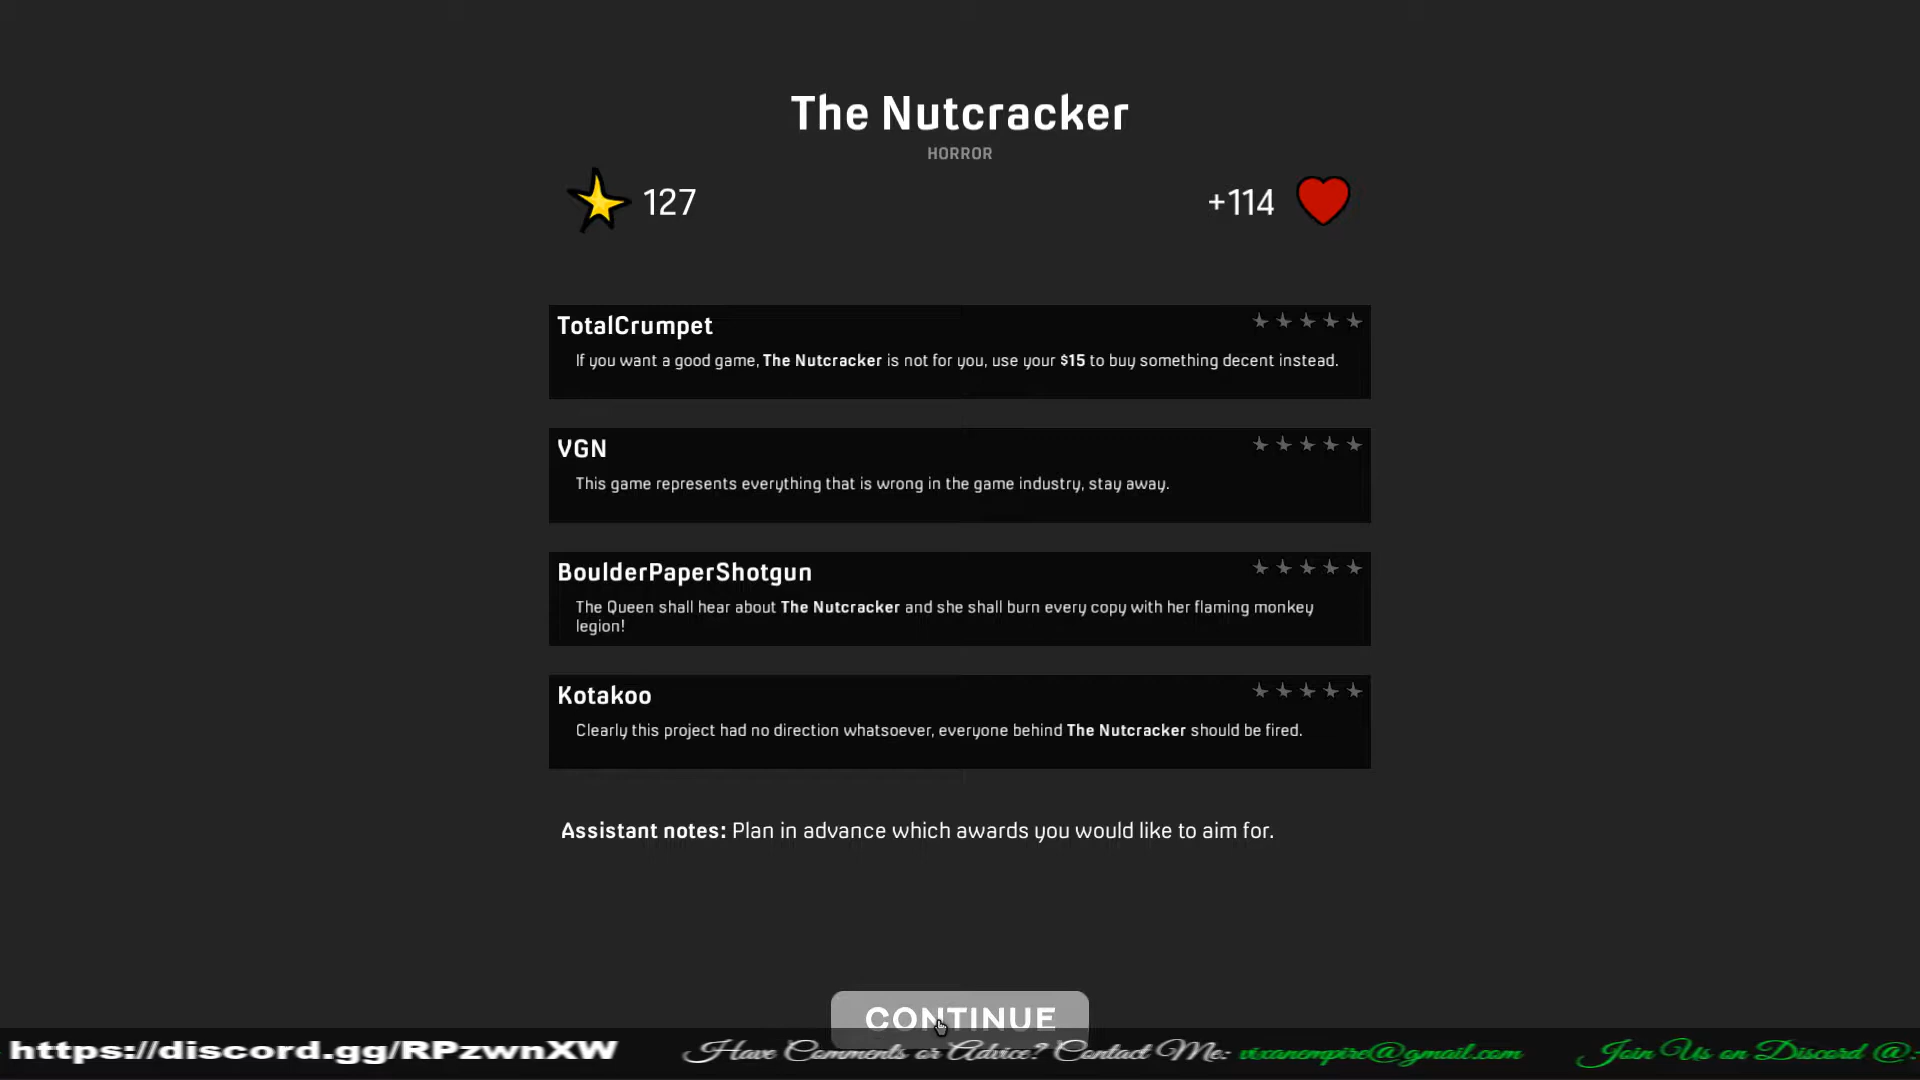 The Nutcracker
HORROR
127
+114
TotalCrumpet
If you want a good game, The Nutcracker is not for you, use your $15 to buy something decent instead.
VGN
This game represents everything that is wrong in the game industry, stay away.
BoulderPaperShotgun
The Queen shall hear about The Nutcracker and she shall burn every copy with her flaming monkey
legion!
Kotakoo
Clearly this project had no direction whatsoever, everyone behind The Nutcracker should be fired.
Assistant notes: Plan in advance which awards you would like to aim for.
CONTINUE
https://discord.gg/RPzwnXW Have Comments or Advice? Contact Me: vixanempire@gmail.com Join Us on Discord @: